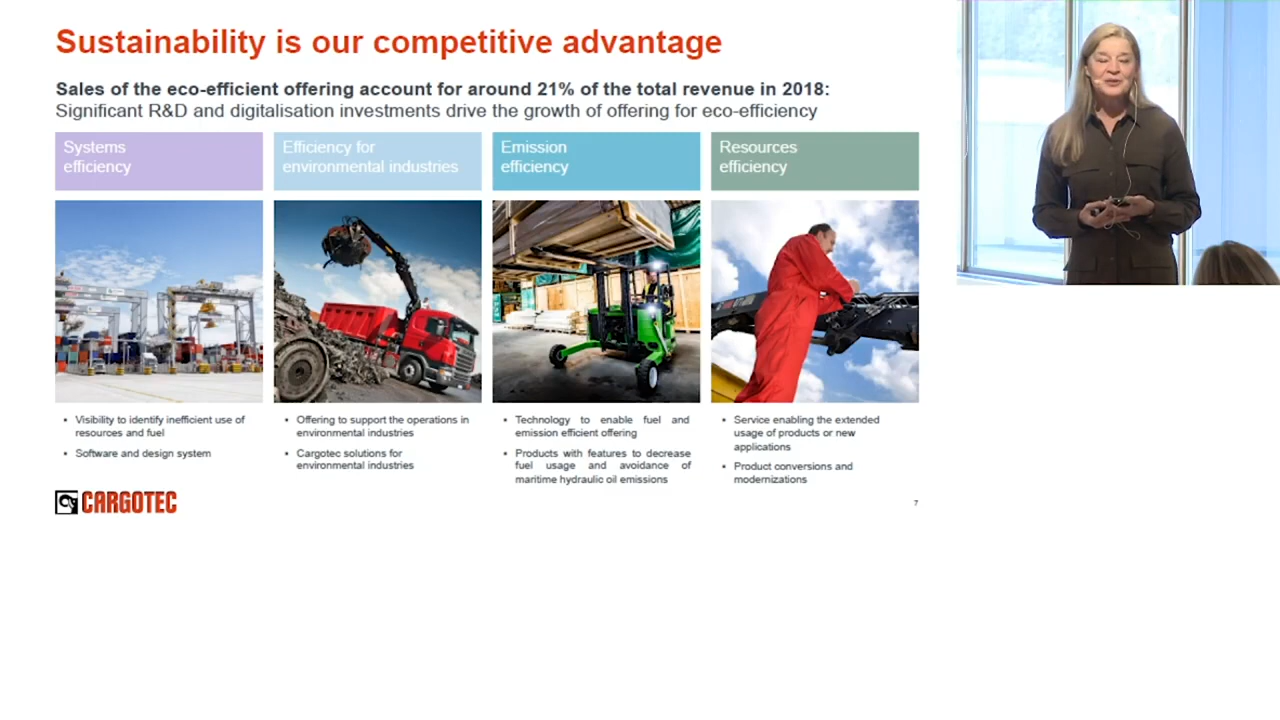 Sustainability is our competitive advantage
Sales of the eco-efficient offering account for around 21% of the total revenue in 2018:
Significant R&D and digitalisation investments drive the growth of offering for eco-efficiency
Systems
efficiency
Efficiency for
environmental industries
Emission
efficiency
Resources
efficiency
▪ Visibility to identify inefficient use of
resources and fuel
▪ Software and design system
▪ Offering to support the operations in
environmental industries
▪ Cargotec solutions for
environmental industries
▪ Technology to enable fuel and
emission efficient offering
▪ Products with features to decrease
fuel usage and avoidance of
maritime hydraulic oil emissions
▪ Service enabling the extended
usage of products or new
applications
▪ Product conversions and
modernizations
CARGOTEC
7